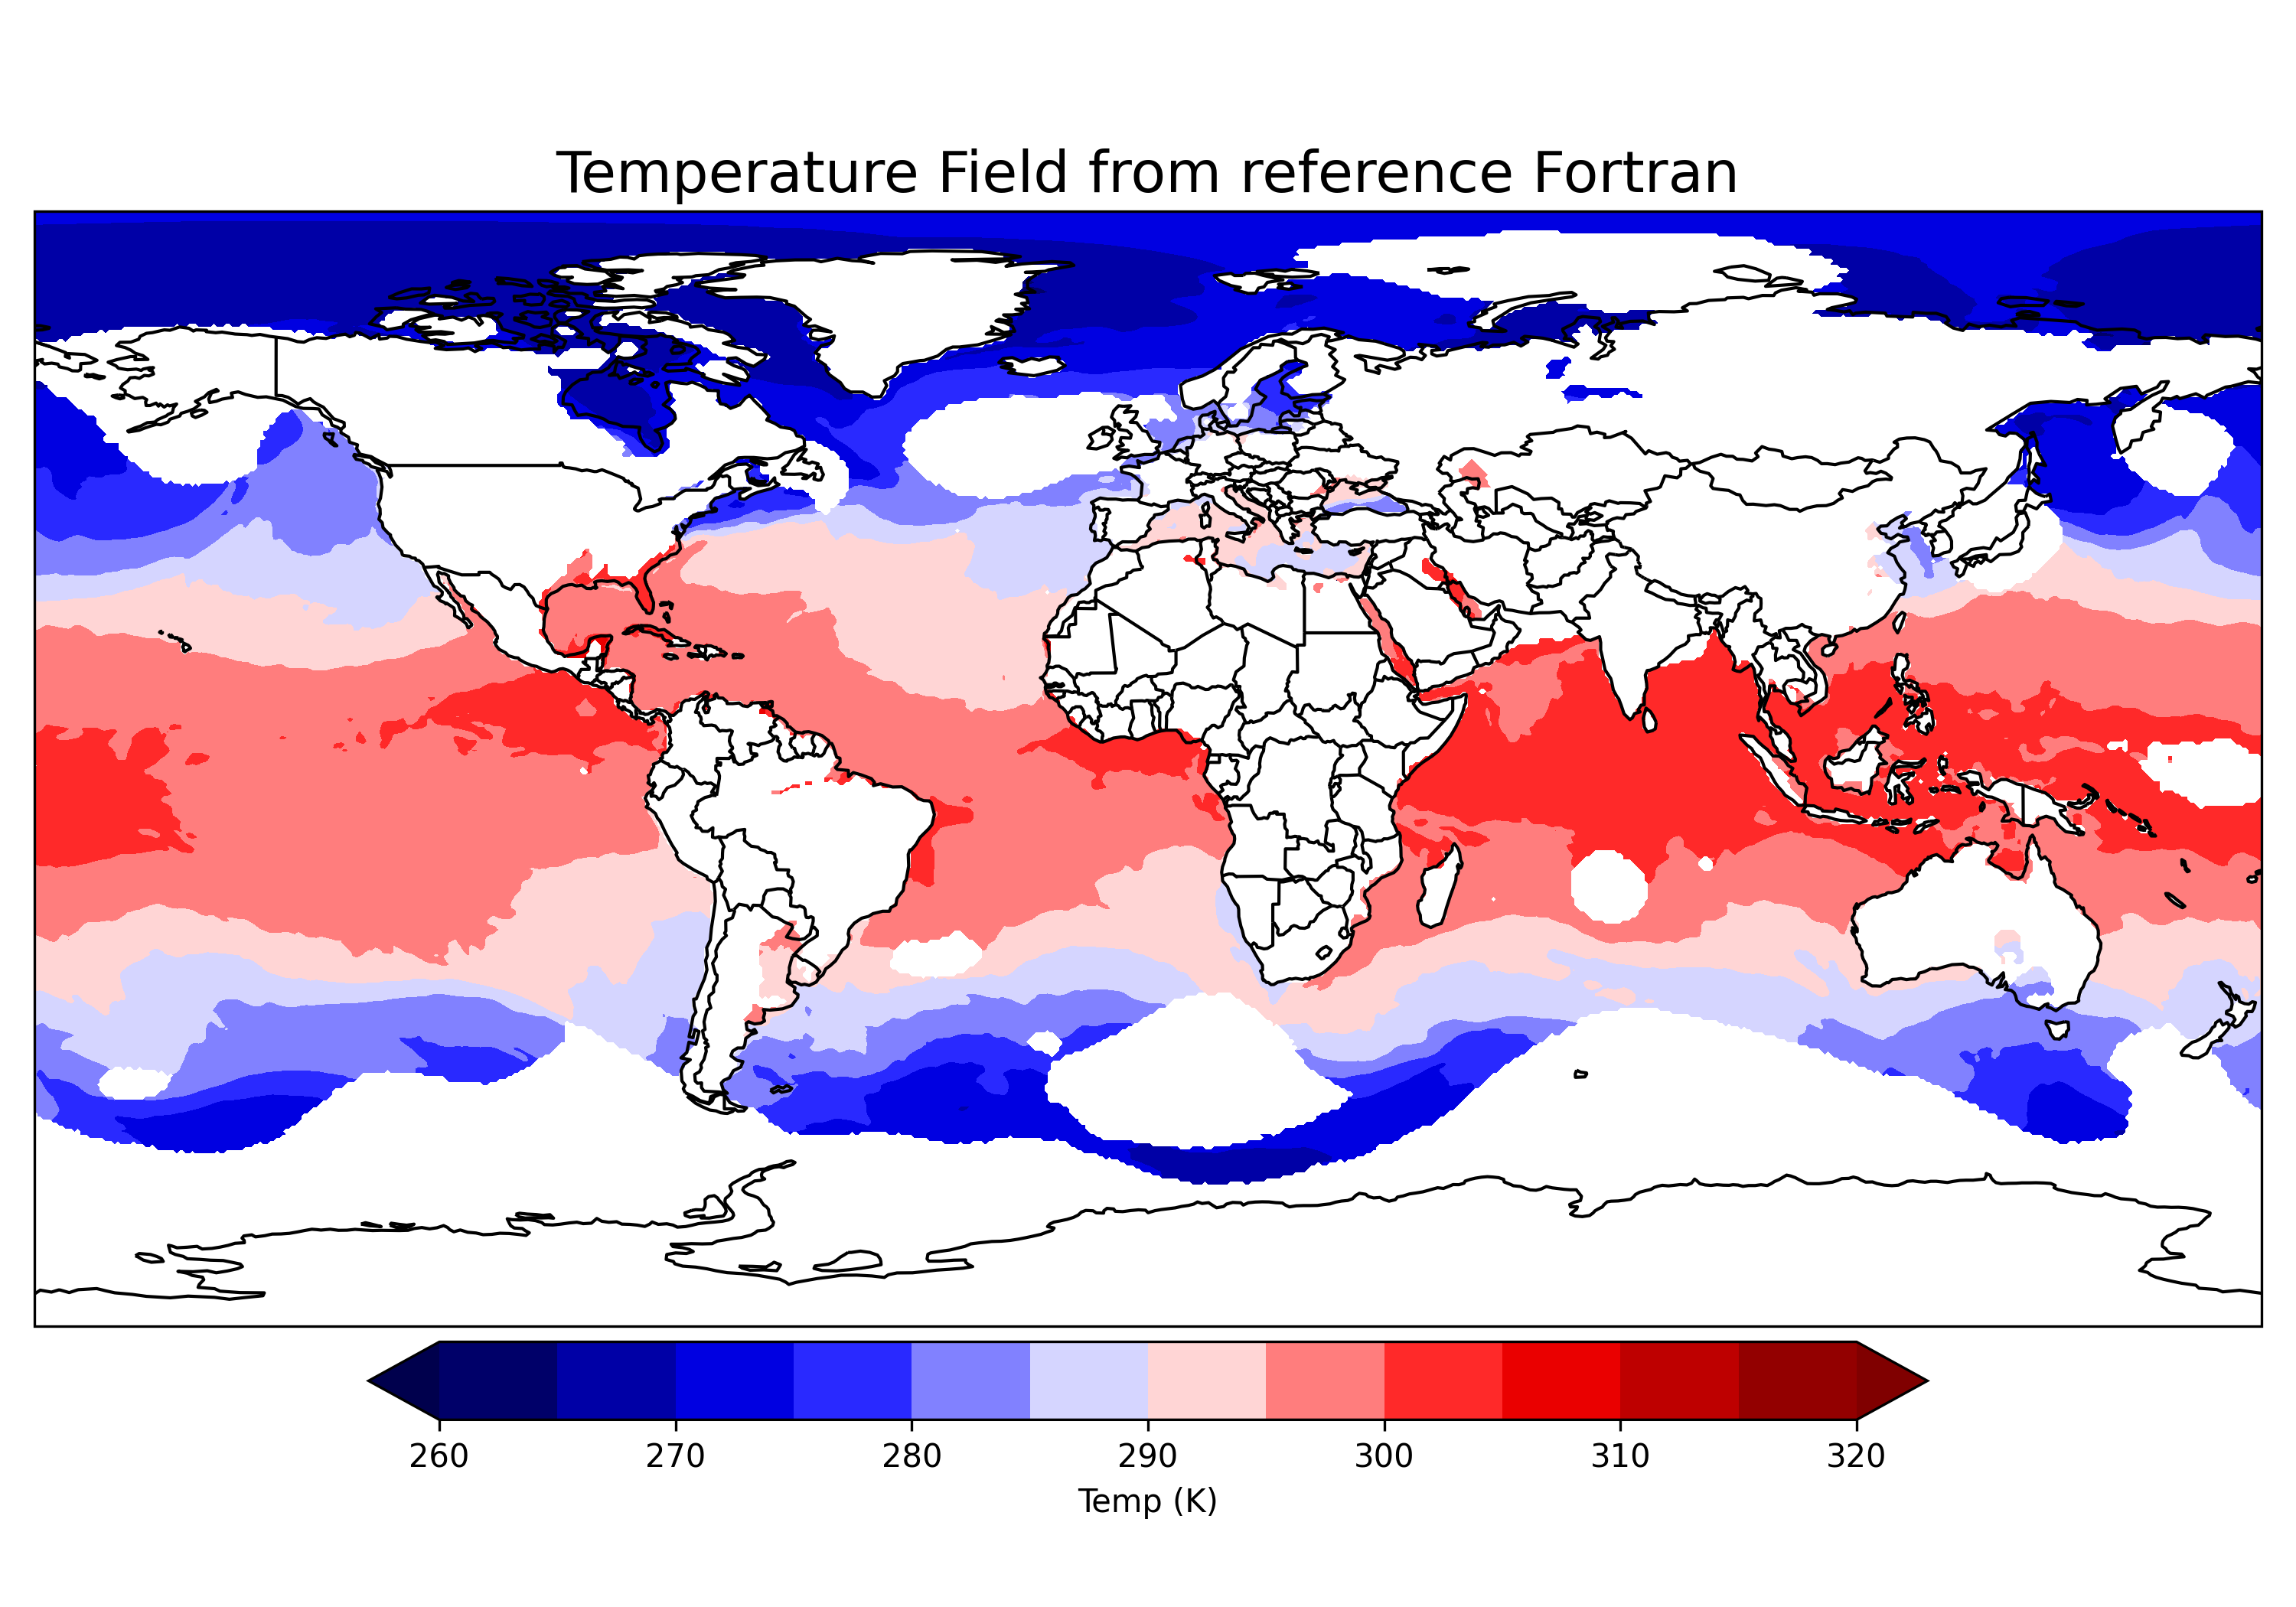 Temperature Field from reference Fortran
260 270 280 290 300 310 320
Temp (K)